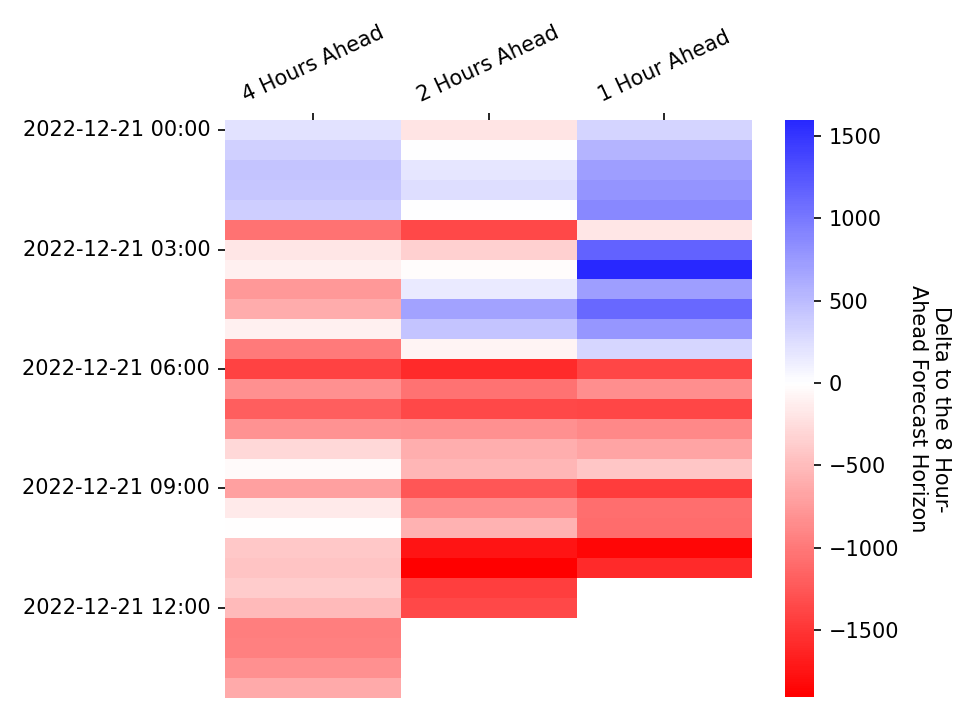 4 Hours Ahead
2 Hours Ahead
1 Hour Ahead
2022-12-21 00:00
2022-12-21 03:00
2022-12-21 06:00
2022-12-21 09:00
2022-12-21 12:00
1500
1000
500
0
−500
−1000
−1500
Delta to the 8 Hour-
Ahead Forecast Horizon